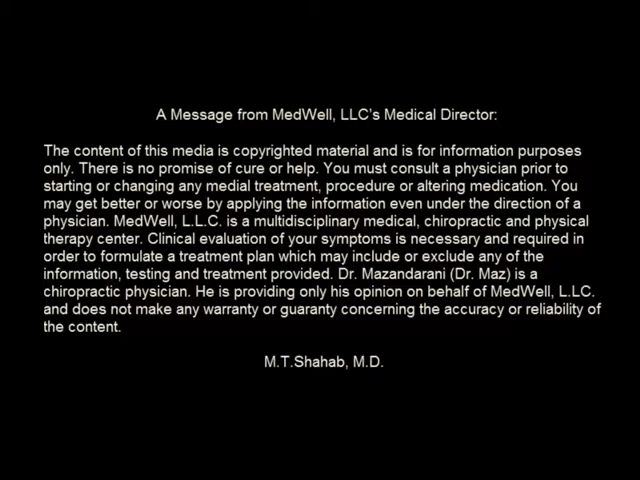 A Message from MedWell, LLC's Medical Director:
The content of this media is copyrighted material and is for information purposes
only. There is no promise of cure or help. You must consult a physician prior to
starting or changing any medial treatment, procedure or altering medication. You
may get better or worse by applying the information even under the direction of a
physician. MedWell, L.L.C. is a multidisciplinary medical, chiropractic and physical
therapy center. Clinical evaluation of your symptoms is necessary and required in
order to formulate a treatment plan which may include or exclude any of the
information, testing and treatment provided. Dr. Mazandarani (Dr. Maz) is a
chiropractic physician. He is providing only his opinion on behalf of MedWell, L.LC.
and does not make any warranty or guaranty concerning the accuracy or reliability of
the content.
M.T.Shahab, M.D.